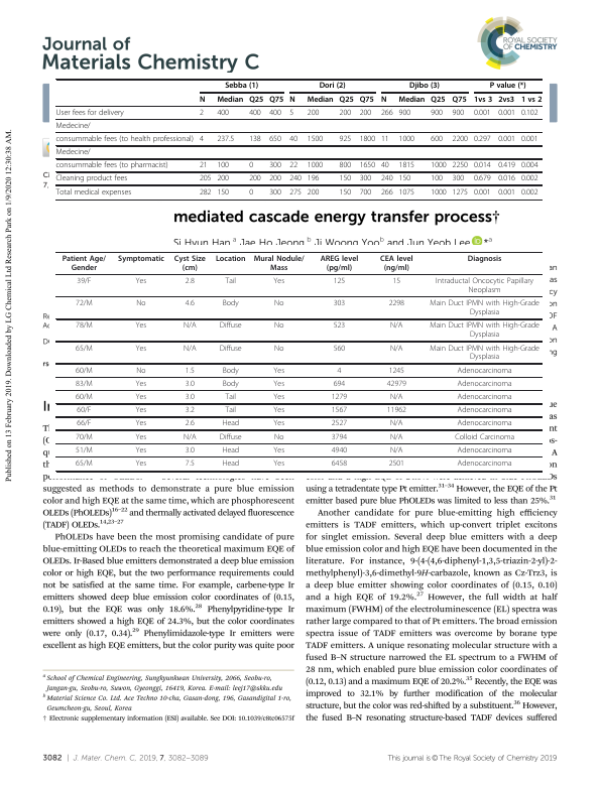 Journal of
Materials Chemistry C
ROYAL SOCIETY
OF CHEMISTRY
Published on 13 February 2019. Downloaded by LG Chemical Ltd Research Park on 1/9/2020 12:30:38 AM.
Sebba (1) Dori (2) Djibo (3) P value (*)
N Median Q25 Q75 N Median Q25 Q75 N Median Q25 Q75 1vs 3 2vs3 1 vs 2
User fees for delivery 2 400 400 400 5 200 200 200 266 900 900 900 0.001 0.001 0.102
Medecine/
consummable fees (to health professional) 4 237.5 138 650 40 1500 925 1800 11 1000 600 2200 0.297 0.001 0.001
Medecine/
consummable fees (to pharmacist) 21 100 0 300 22 1000 800 1650 40 1815 1000 2250 0.014 0.419 0.004
Cleaning product fees 205 200 200 200 240 196 150 300 240 150 100 300 0.679 0.016 0.002
Total medical expenses 282 150 0 300 275 200 150 700 266 1075 1000 1275 0.001 0.001 0.002
mediated cascade energy transfer process†
Si Hyun Han,a Jae Ho Jeong,b Ji Woong Yoob and Jun Yeob Lee *a
Patient Age/ Symptomatic Cyst Size Location Mural Nodule/ AREG level CEA level Diagnosis
Gender (cm) Mass (pg/ml) (ng/ml)
39/F Yes 2.8 Tail Yes 125 15 Intraductal Oncocytic Papillary
Neoplasm
72/M No 4.6 Body No 303 2298 Main Duct IPMN with High-Grade
Dysplasia
78/M Yes N/A Diffuse No 523 N/A Main Duct IPMN with High-Grade
Dysplasia
65/M Yes N/A Diffuse No 560 N/A Main Duct IPMN with High-Grade
Dysplasia
60/M No 1.5 Body Yes 4 1245 Adenocarcinoma
83/M Yes 3.0 Body Yes 694 42979 Adenocarcinoma
60/M Yes 3.0 Tail Yes 1279 N/A Adenocarcinoma
60/F Yes 3.2 Tail Yes 1567 11962 Adenocarcinoma
66/F Yes 2.6 Head Yes 2527 N/A Adenocarcinoma
70/M Yes N/A Diffuse No 3794 N/A Colloid Carcinoma
51/M Yes 3.0 Head Yes 4940 N/A Adenocarcinoma
65/M Yes 7.5 Head Yes 6458 2501 Adenocarcinoma
suggested as methods to demonstrate a pure blue emission
color and high EQE at the same time, which are phosphorescent
OLEDs (PhOLEDs)16–22 and thermally activated delayed fluorescence
(TADF) OLEDs.14,23–27
PhOLEDs have been the most promising candidate of pure
blue-emitting OLEDs to reach the theoretical maximum EQE of
OLEDs. Ir-Based blue emitters demonstrated a deep blue emission
color or high EQE, but the two performance requirements could
not be satisfied at the same time. For example, carbene-type Ir
emitters showed deep blue emission color coordinates of (0.15,
0.19), but the EQE was only 18.6%.28 Phenylpyridine-type Ir
emitters showed a high EQE of 24.3%, but the color coordinates
were only (0.17, 0.34).29 Phenylimidazole-type Ir emitters were
excellent as high EQE emitters, but the color purity was quite poor
a School of Chemical Engineering, Sungkyunkwan University, 2066, Seobu-ro,
Jangan-gu, Seobu-ro, Suwon, Gyeonggi, 16419, Korea. E-mail: leej17@skku.edu
b Material Science Co. Ltd. Ace Techno 10-cha, Gasan-dong, 196, Gasandigital 1-ro,
Geumcheon-gu, Seoul, Korea
† Electronic supplementary information (ESI) available. See DOI: 10.1039/c8tc06575f
using a tetradentate type Pt emitter.31–34 However, the EQE of the Pt
emitter based pure blue PhOLEDs was limited to less than 25%.31
Another candidate for pure blue-emitting high efficiency
emitters is TADF emitters, which up-convert triplet excitons
for singlet emission. Several deep blue emitters with a deep
blue emission color and high EQE have been documented in the
literature. For instance, 9-(4-(4,6-diphenyl-1,3,5-triazin-2-yl)-2-
methylphenyl)-3,6-dimethyl-9H-carbazole, known as Cz-Trz3, is
a deep blue emitter showing color coordinates of (0.15, 0.10)
and a high EQE of 19.2%.27 However, the full width at half
maximum (FWHM) of the electroluminescence (EL) spectra was
rather large compared to that of Pt emitters. The broad emission
spectra issue of TADF emitters was overcome by borane type
TADF emitters. A unique resonating molecular structure with a
fused B–N structure narrowed the EL spectrum to a FWHM of
28 nm, which enabled pure blue emission color coordinates of
(0.12, 0.13) and a maximum EQE of 20.2%.35 Recently, the EQE was
improved to 32.1% by further modification of the molecular
structure, but the color was red-shifted by a substituent.36 However,
the fused B–N resonating structure-based TADF devices suffered
3082 | J. Mater. Chem. C, 2019, 7, 3082–3089
This journal is © The Royal Society of Chemistry 2019